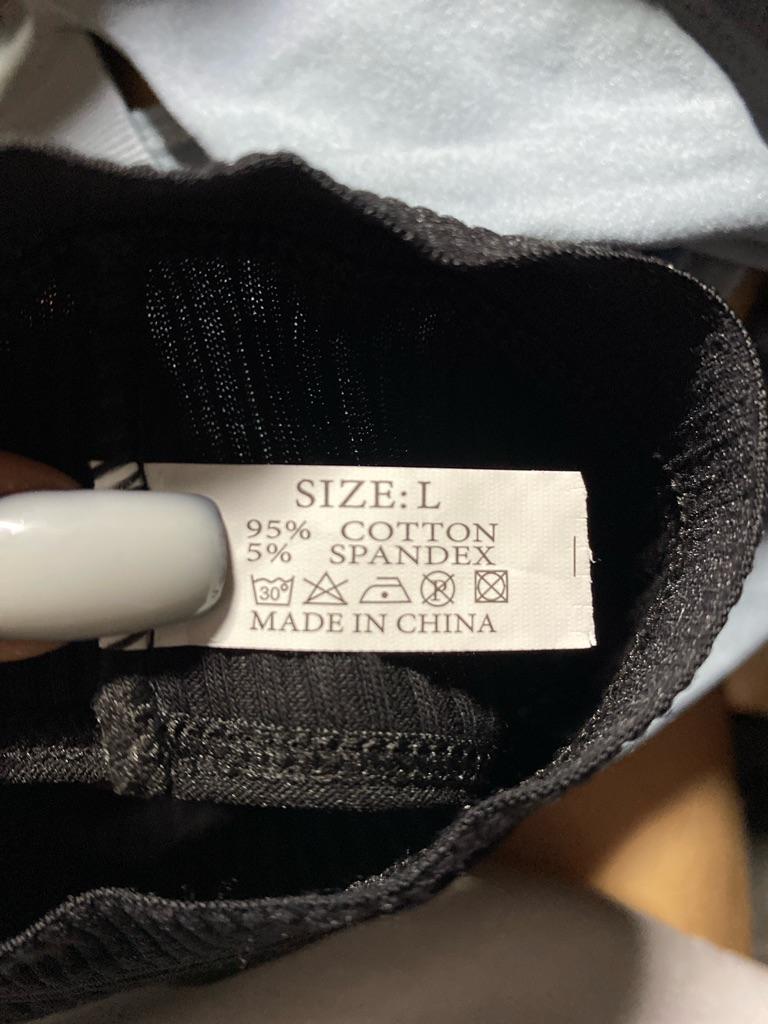 SIZE: L
95% COTTON
5% SPANDEX
30° P
MADE IN CHINA